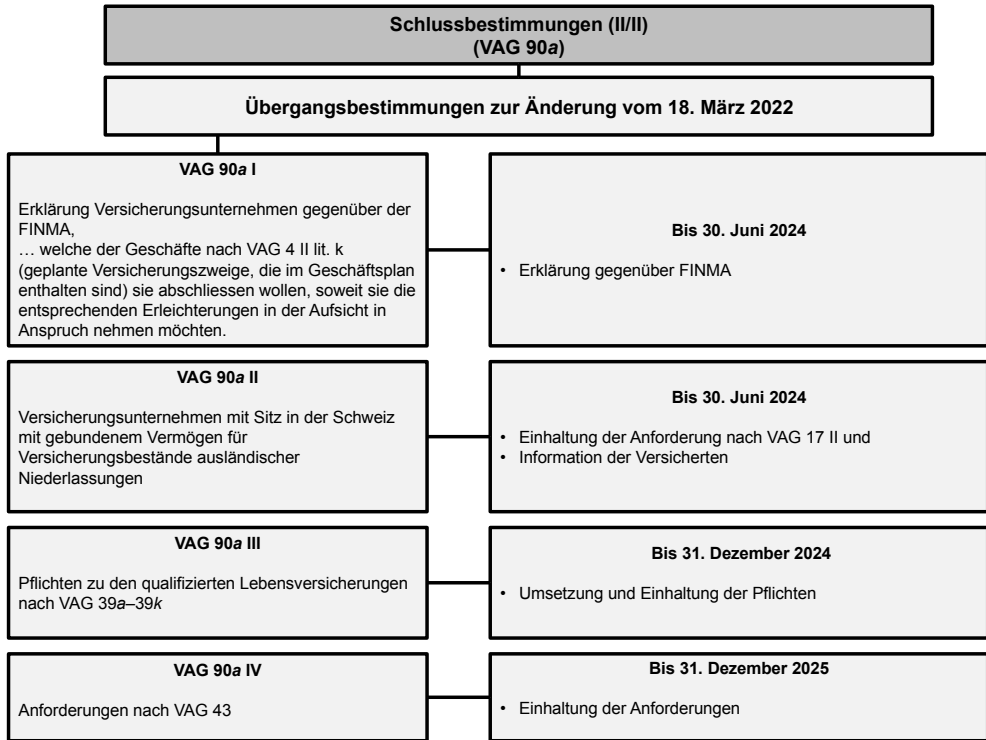 Schlussbestimmungen (II/II)
(VAG 90a)
Übergangsbestimmungen zur Änderung vom 18. März 2022
VAG 90a I
Erklärung Versicherungsunternehmen gegenüber der
FINMA,
… welche der Geschäfte nach VAG 4 II lit. k
(geplante Versicherungszweige, die im Geschäftsplan
enthalten sind) sie abschliessen wollen, soweit sie die
entsprechenden Erleichterungen in der Aufsicht in
Anspruch nehmen möchten.
Bis 30. Juni 2024
• Erklärung gegenüber FINMA
VAG 90a II
Versicherungsunternehmen mit Sitz in der Schweiz
mit gebundenem Vermögen für
Versicherungsbestände ausländischer
Niederlassungen
Bis 30. Juni 2024
• Einhaltung der Anforderung nach VAG 17 II und
• Information der Versicherten
VAG 90a III
Pflichten zu den qualifizierten Lebensversicherungen
nach VAG 39a–39k
Bis 31. Dezember 2024
• Umsetzung und Einhaltung der Pflichten
VAG 90a IV
Anforderungen nach VAG 43
Bis 31. Dezember 2025
• Einhaltung der Anforderungen